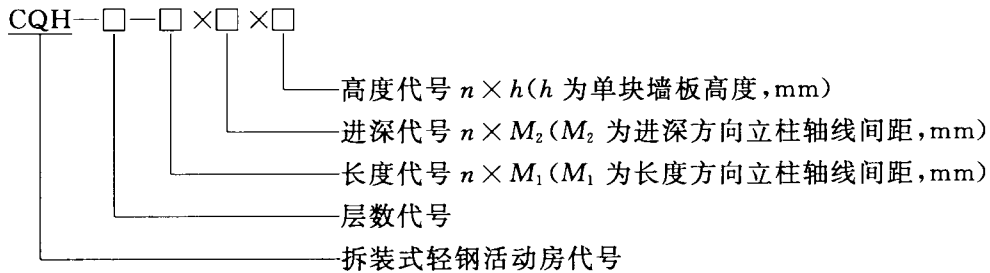 CQH—□—□×□×□
高度代号 n×h(h 为单块墙板高度,mm)
进深代号 n×M₂(M₂ 为进深方向立柱轴线间距,mm)
长度代号 n×M₁(M₁ 为长度方向立柱轴线间距,mm)
层数代号
拆装式轻钢活动房代号